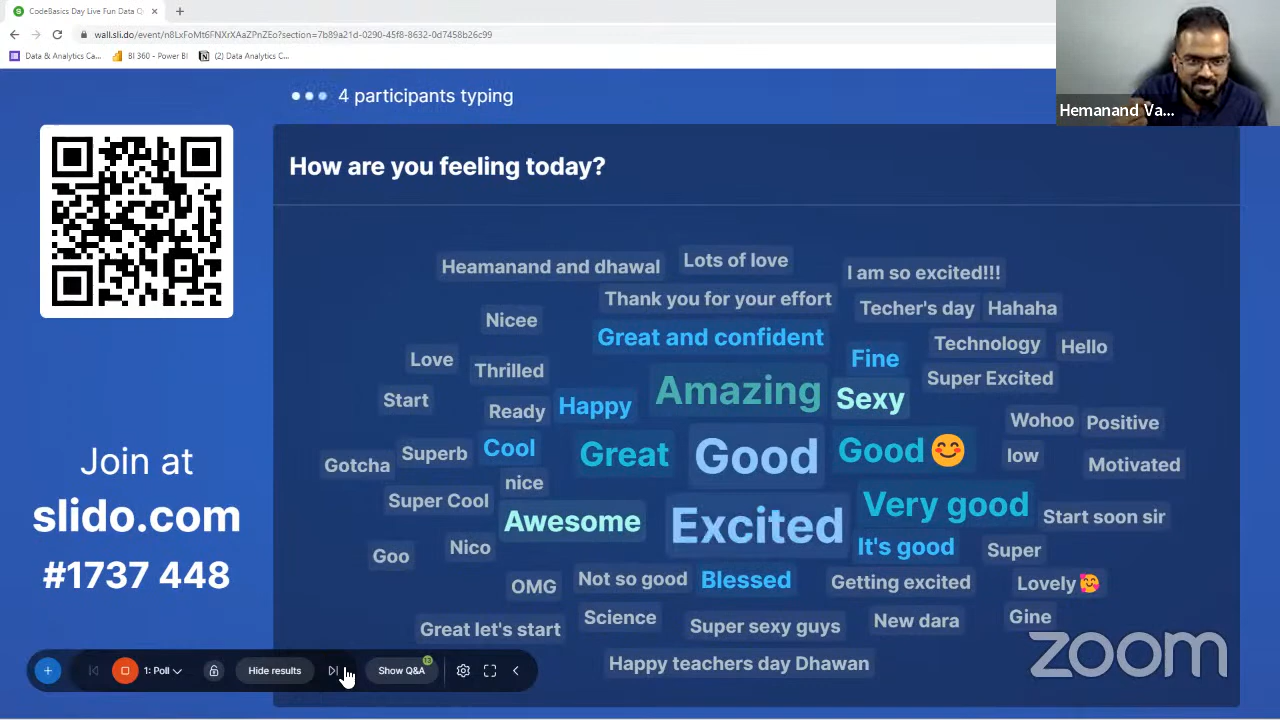 CodeBasics Day Live Fun Data Q
wall.sli.do/event/n8LxFoMt6FNXrXAaZPnZEo?section=7b89a21d-0290-45f8-8632-0d7458b26c99
Data & Analytics Ca...
BI 360 - Power BI
(2) Data Analytics C...
Hemanand Va...
4 participants typing
How are you feeling today?
Heamanand and dhawal
Lots of love
I am so excited!!!
Thank you for your effort
Techer's day
Hahaha
Nicee
Great and confident
Technology
Hello
Love
Thrilled
Fine
Super Excited
Start
Ready
Happy
Amazing
Sexy
Wohoo
Positive
Gotcha
Superb
Cool
Great
Good
Good😊
low
Motivated
nice
Super Cool
Awesome
Excited
Very good
Start soon sir
Goo
Nico
It's good
Super
OMG
Not so good
Blessed
Getting excited
Lovely🥰
Great let's start
Science
Super sexy guys
New dara
Gine
Happy teachers day Dhawan
Join at
slido.com
#1737 448
1: Poll
Hide results
Show Q&A
13
zoom